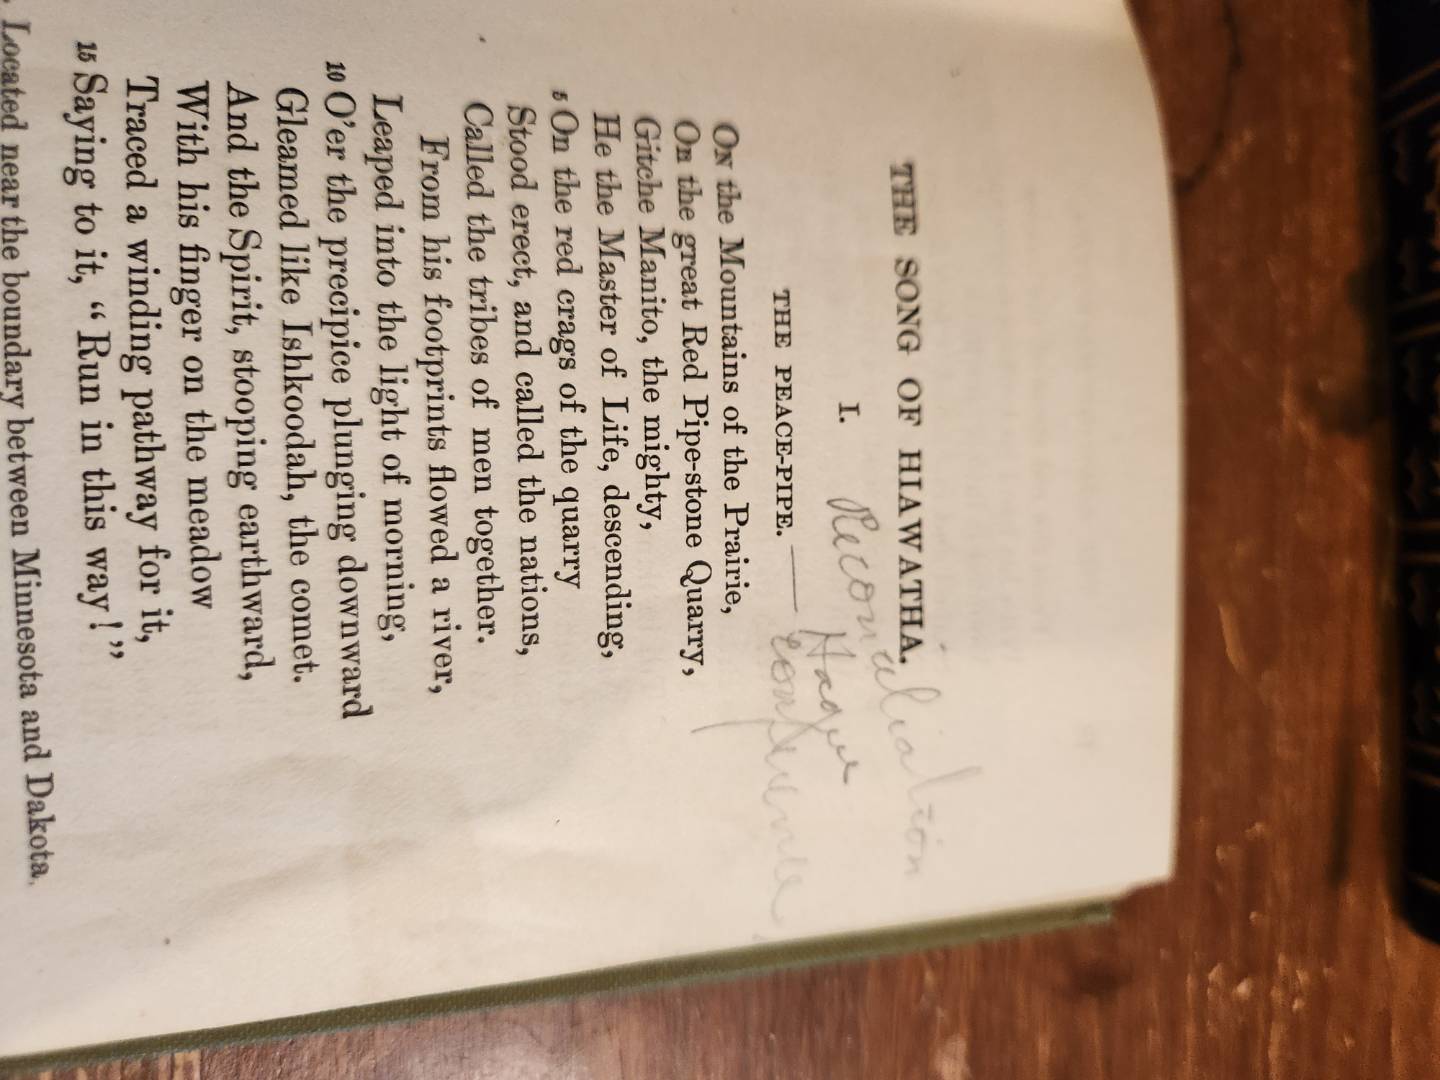 THE SONG OF HIAWATHA.
I.
Reconciliation
THE PEACE-PIPE. — Hague
conference
ON the Mountains of the Prairie,
On the great Red Pipe-stone Quarry,
Gitche Manito, the mighty,
He the Master of Life, descending,
5 On the red crags of the quarry
Stood erect, and called the nations,
Called the tribes of men together.
From his footprints flowed a river,
Leaped into the light of morning,
10 O'er the precipice plunging downward
Gleamed like Ishkoodah, the comet.
And the Spirit, stooping earthward,
With his finger on the meadow
Traced a winding pathway for it,
15 Saying to it, “Run in this way!”
Located near the boundary between Minnesota and Dakota.